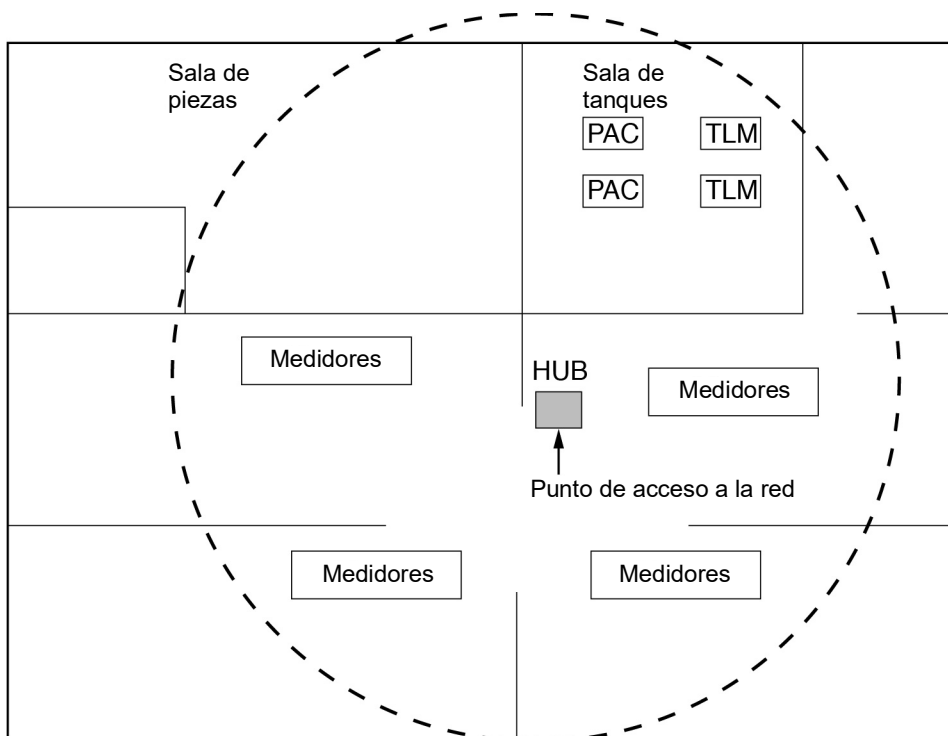 Sala de
piezas
Sala de
tanques
PAC
TLM
PAC
TLM
Medidores
HUB
Medidores
Punto de acceso a la red
Medidores
Medidores